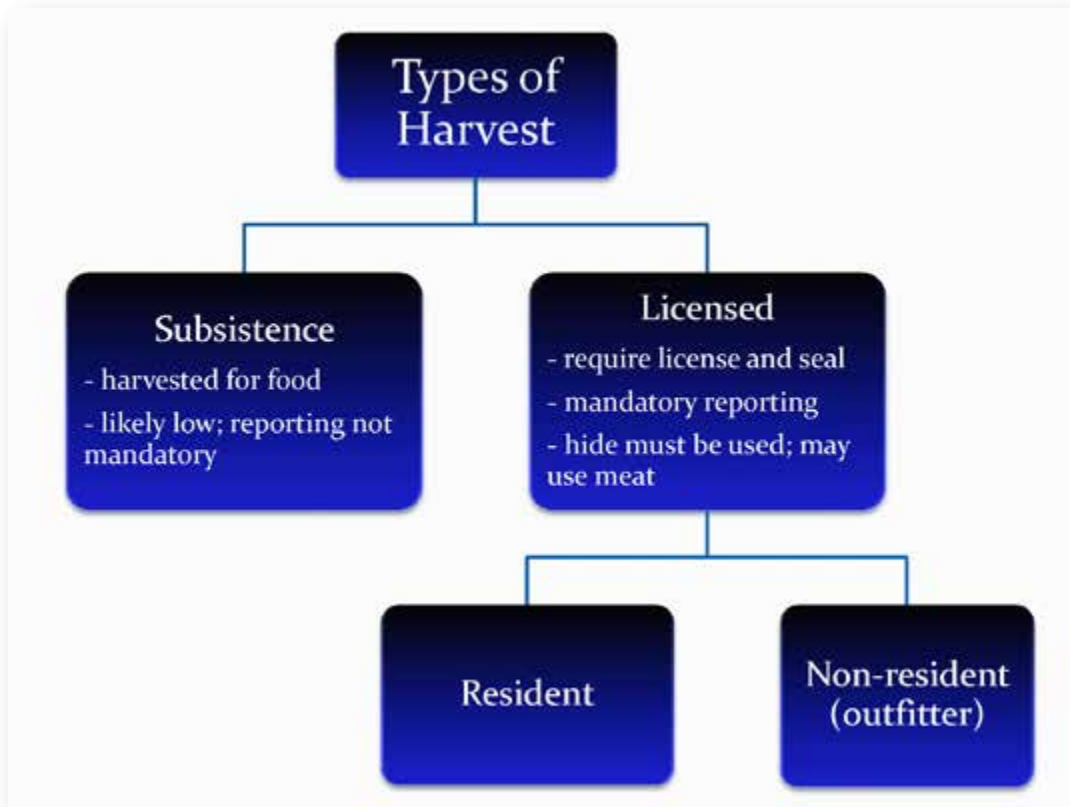 Types of
Harvest
Subsistence
- harvested for food
- likely low; reporting not
mandatory
Licensed
- require license and seal
- mandatory reporting
- hide must be used; may
use meat
Resident
Non-resident
(outfitter)